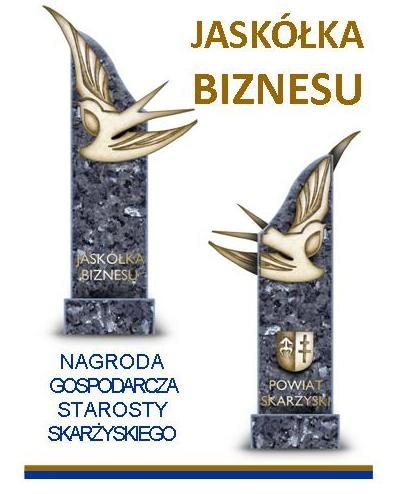 JASKÓŁKA
BIZNESU
JASKÓŁKA
BIZNESU
POWIAT
SKARŻYSKI
NAGRODA
GOSPODARCZA
STAROSTY
SKARŻYSKIEGO